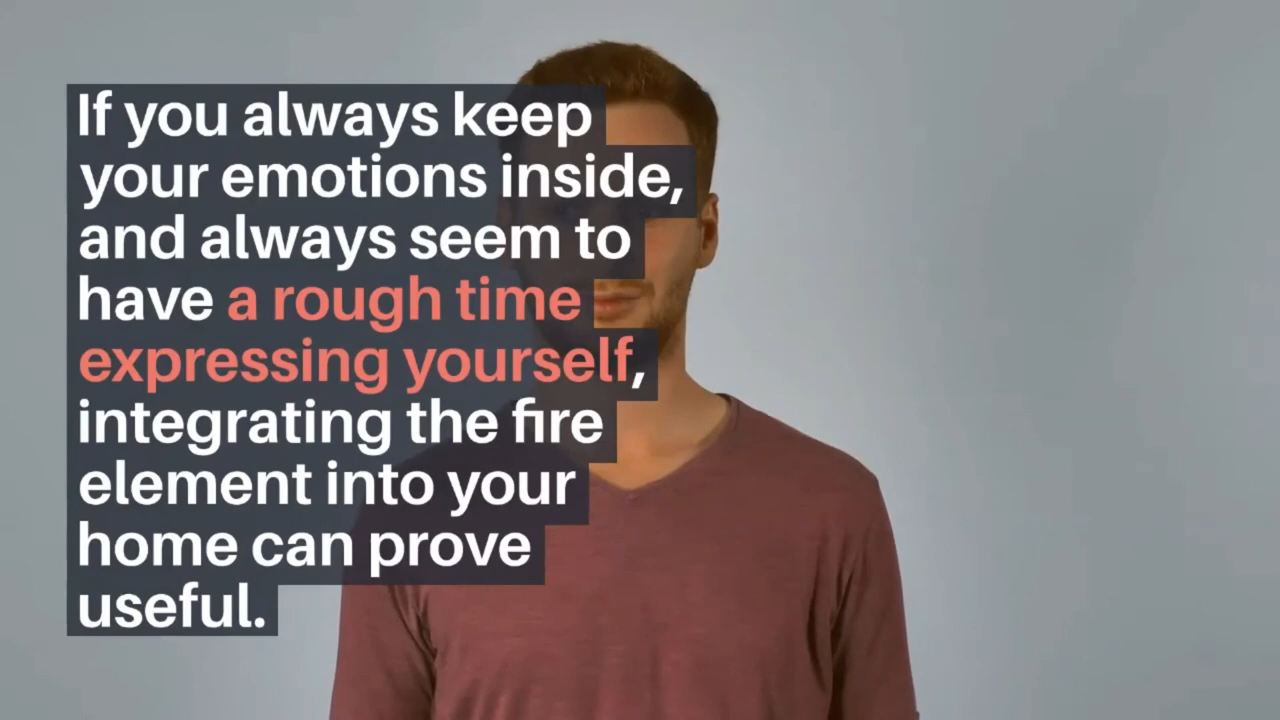 If you always keep
your emotions inside,
and always seem to
have a rough time
expressing yourself,
integrating the fire
element into your
home can prove
useful.